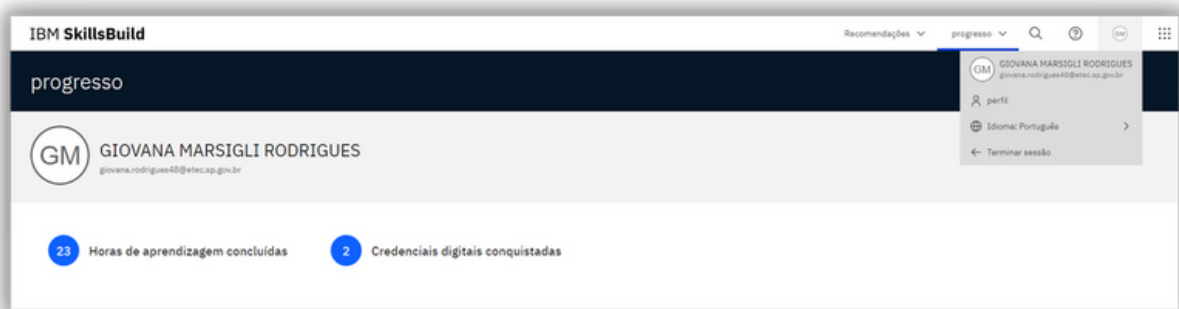 IBM SkillsBuild
Recomendações
progresso
GM
GIOVANA MARSIGLI RODRIGUES
giovana.rodrigues48@etec.sp.gov.br
perfil
Idioma: Português
Terminar sessão
progresso
GM
GIOVANA MARSIGLI RODRIGUES
giovana.rodrigues48@etec.sp.gov.br
23 Horas de aprendizagem concluídas
2 Credenciais digitais conquistadas
GM